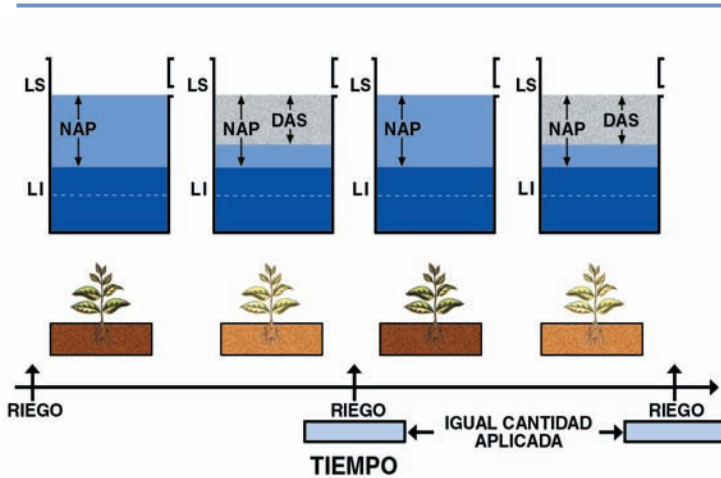 LS
NAP
LI
LS
NAP
DAS
LI
LS
NAP
LI
LS
NAP
DAS
LI
RIEGO
RIEGO
RIEGO
IGUAL CANTIDAD
APLICADA
TIEMPO